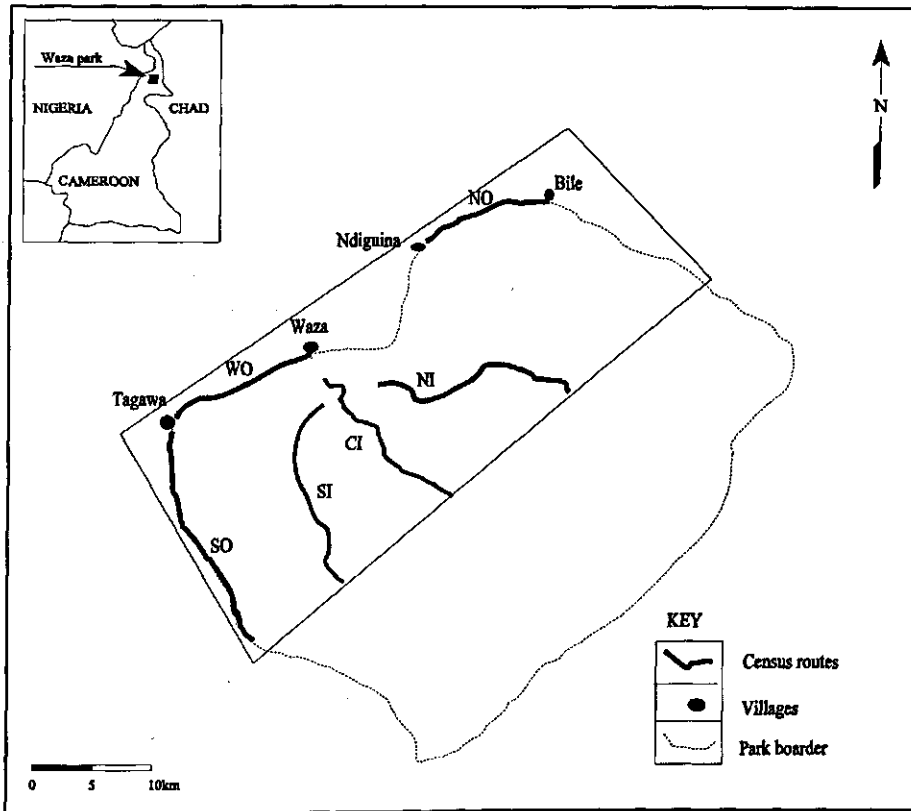 Waza park
NIGERIA
CHAD
CAMEROON
N
Bile
NO
Ndiguina
Waza
WO
Tagawa
NI
CI
SI
SO
KEY
Census routes
Villages
Park boarder
0 5 10km